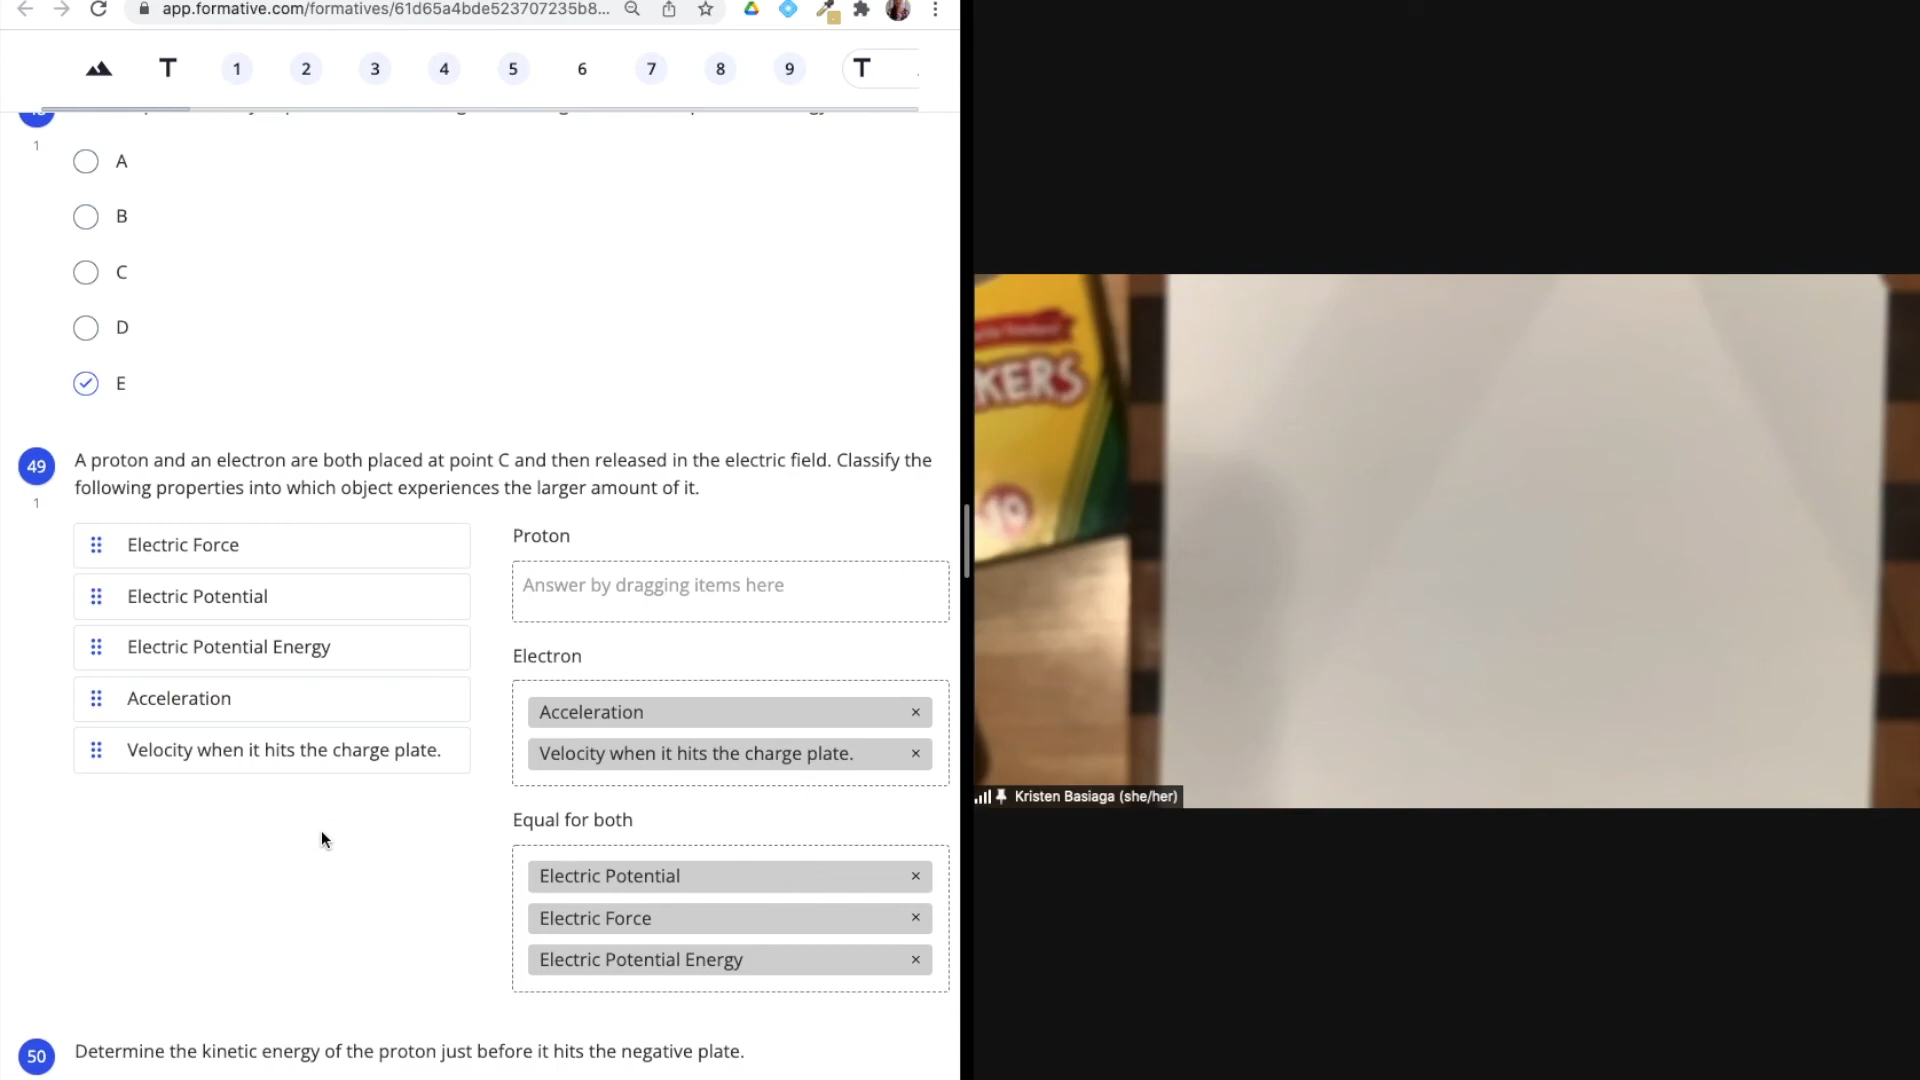 app.formative.com/formatives/61d65a4bde523707235b8...
T
1
2
3
4
5
6
7
8
9
T
1
A
B
C
D
E
49
A proton and an electron are both placed at point C and then released in the electric field. Classify the
following properties into which object experiences the larger amount of it.
1
Electric Force
Electric Potential
Electric Potential Energy
Acceleration
Velocity when it hits the charge plate.
Proton
Answer by dragging items here
Electron
Acceleration
Velocity when it hits the charge plate.
Equal for both
Electric Potential
Electric Force
Electric Potential Energy
50
Determine the kinetic energy of the proton just before it hits the negative plate.
KERS
10
Kristen Basiaga (she/her)